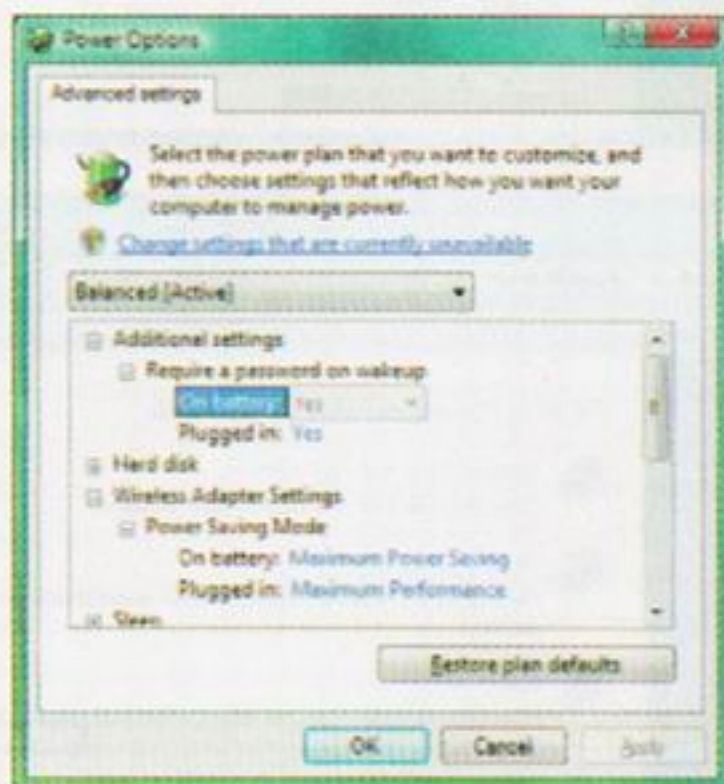 Power Options
Advanced settings
Select the power plan that you want to customize, and
then choose settings that reflect how you want your
computer to manage power.
Change settings that are currently unavailable
Balanced [Active]
Additional settings
Require a password on wakeup
On battery: Yes
Plugged in: Yes
Hard disk
Wireless Adapter Settings
Power Saving Mode
On battery: Maximum Power Saving
Plugged in: Maximum Performance
Sleep
Restore plan defaults
OK Cancel Apply